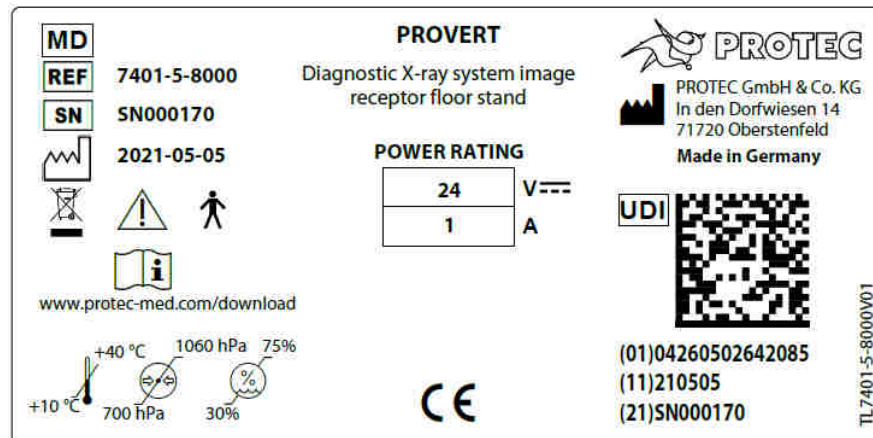 MD
REF 7401-5-8000
SN SN000170
2021-05-05
www.protec-med.com/download
+40 °C
+10 °C
1060 hPa
700 hPa
75%
%
30%
PROVERT
Diagnostic X-ray system image
receptor floor stand
POWER RATING
24 V
1 A
CE
PROTEC
PROTEC GmbH & Co. KG
In den Dorfwiesen 14
71720 Oberstenfeld
Made in Germany
UDI
(01)04260502642085
(11)210505
(21)SN000170
TL7401-5-8000V01